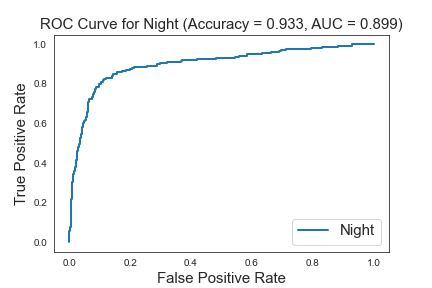 ROC Curve for Night (Accuracy = 0.933, AUC = 0.899)
True Positive Rate
1.0
0.8
0.6
0.4
0.2
0.0
Night
0.0 0.2 0.4 0.6 0.8 1.0
False Positive Rate